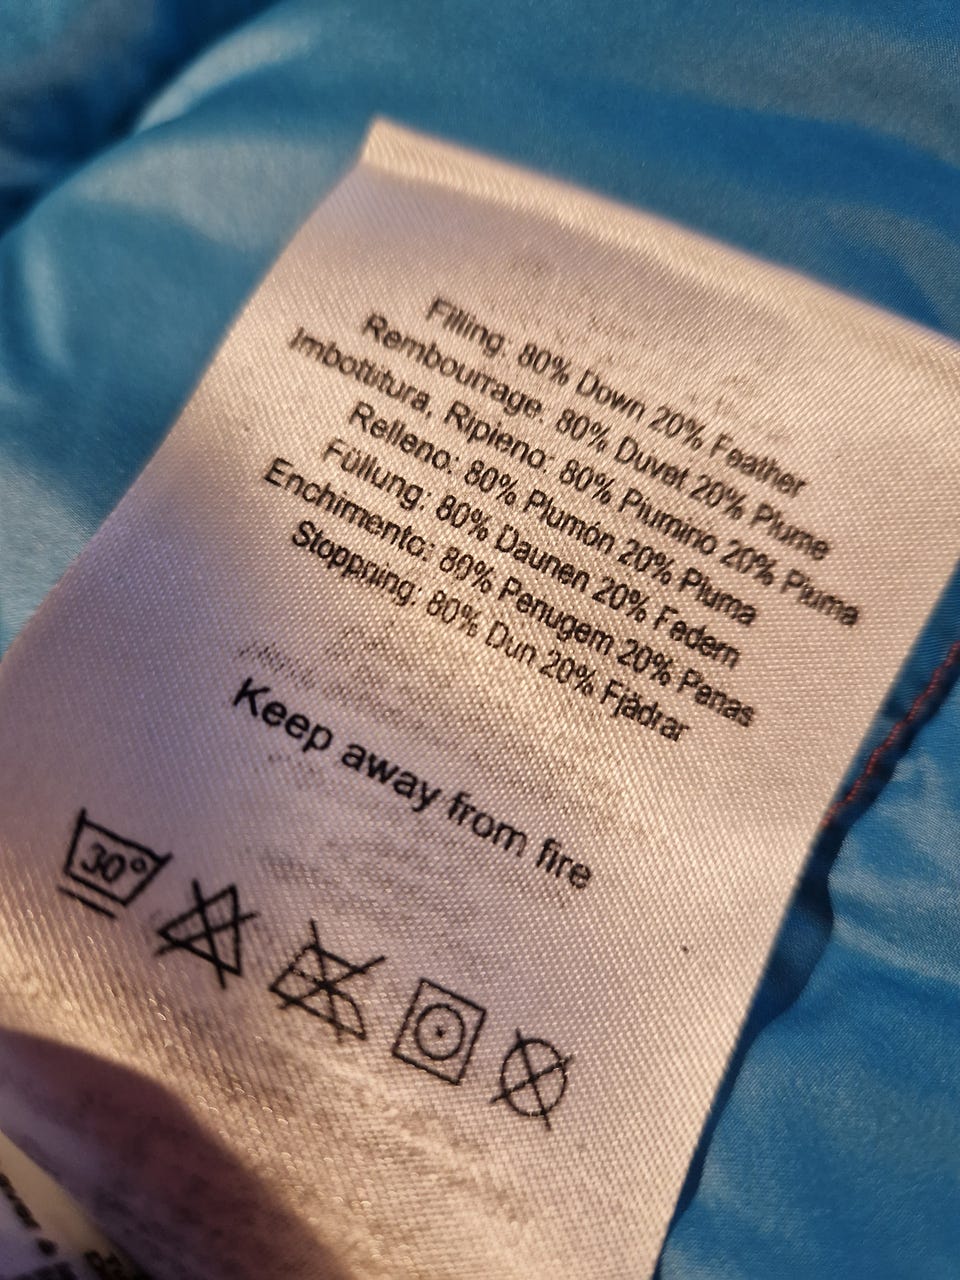 Filling: 80% Down 20% Feather
Rembourrage: 80% Duvet 20% Plume
Imbottitura, Ripieno: 80% Piumino 20% Piuma
Relleno: 80% Plumón 20% Pluma
Füllung: 80% Daunen 20% Federn
Enchimento: 80% Penugem 20% Penas
Stoppning: 80% Dun 20% Fjädrar
Keep away from fire
30°